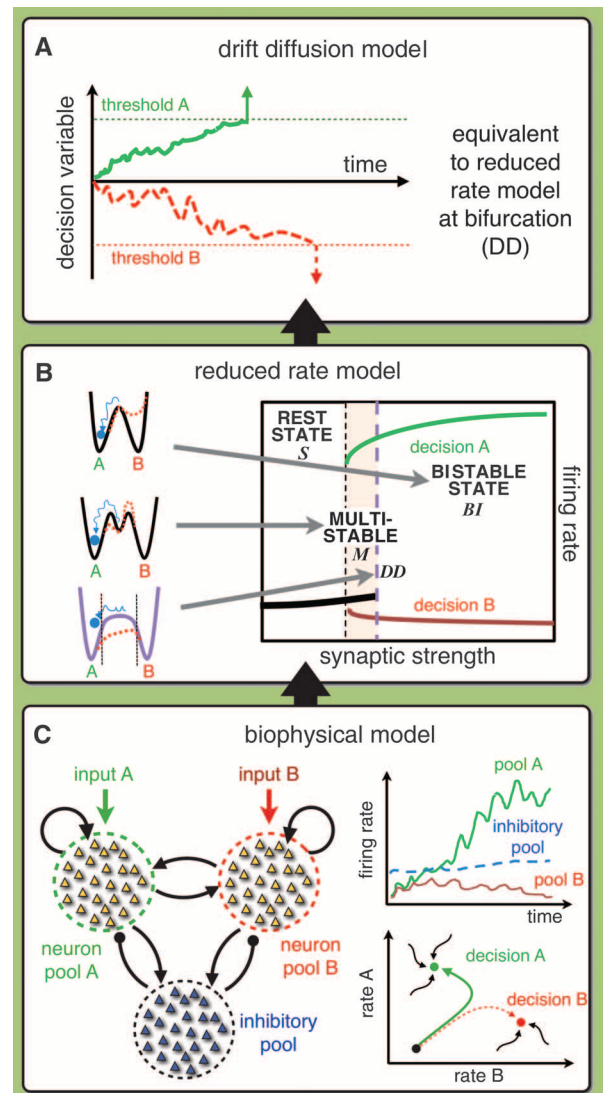 A
drift diffusion model
threshold A
decision variable
time
threshold B
equivalent
to reduced
rate model
at bifurcation
(DD)
B
reduced rate model
A
B
A
B
A
B
REST
STATE
S
decision A
BISTABLE
STATE
BI
MULTI-
STABLE
M
DD
decision B
firing rate
synaptic strength
C
biophysical model
input A
input B
neuron
pool A
neuron
pool B
inhibitory
pool
firing rate
pool A
inhibitory
pool
pool B
time
rate A
decision A
decision B
rate B